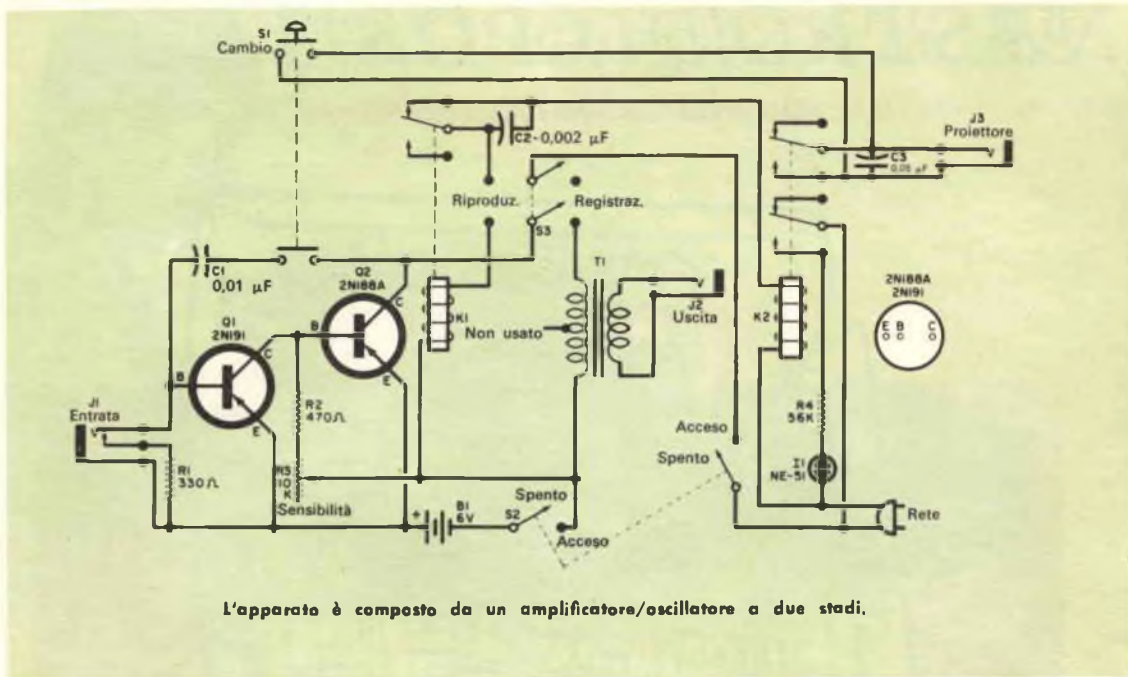 S1
Cambio
C2-0,002 µF
J3
Proiettore
C3
0,05 µF
Riproduz.
Registraz.
S3
C1
0,01 µF
Q2
2N188A
C
B
E
Q1
2N191
C
B
E
K1
Non usato
T1
J2
Uscita
K2
2N188A
2N191
E B C
J1
Entrata
R1
330Ω
R2
470Ω
R3
10
K
Sensibilità
+
B1
6V
Spento
S2
Acceso
Acceso
Spento
R4
56K
I1
NE-51
Rete
L'apparato è composto da un amplificatore/oscillatore a due stadi.